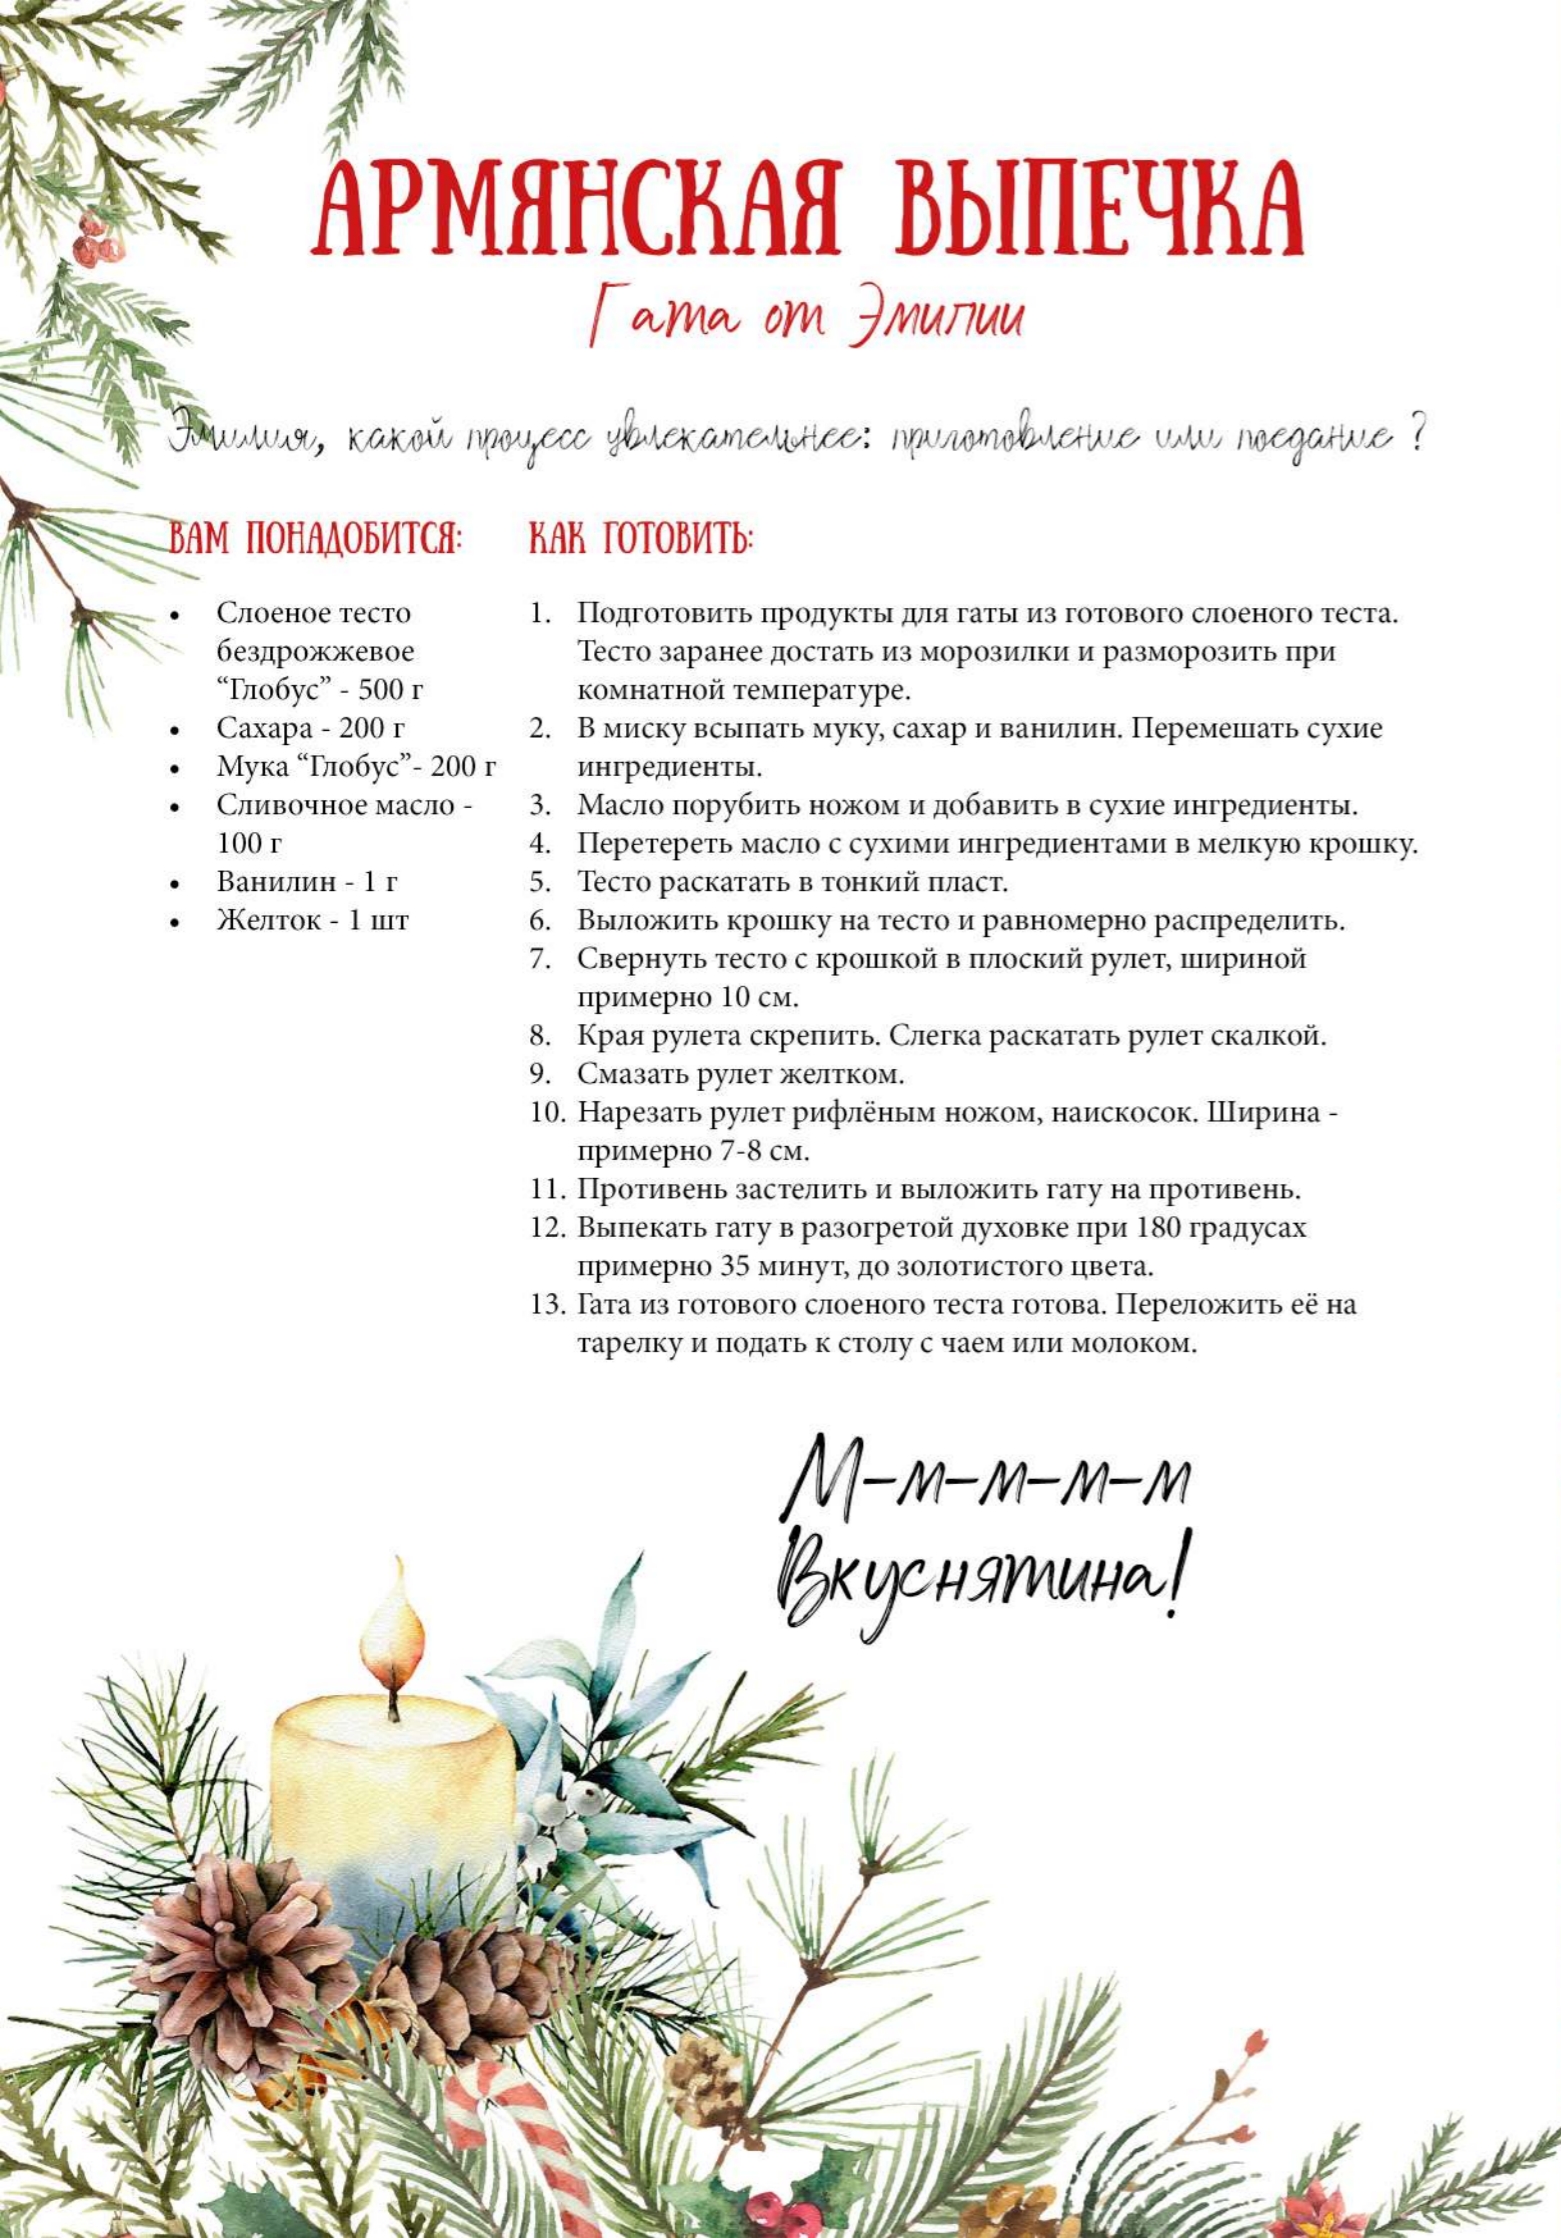 АРМЯНСКАЯ ВЫПЕЧКА
Гата от Эмилии
Эмилия, какой процесс увлекательнее: приготовление или поедание ?
ВАМ ПОНАДОБИТСЯ:
• Слоеное тесто
бездрожжевое
“Глобус” - 500 г
• Сахара - 200 г
• Мука “Глобус”- 200 г
• Сливочное масло -
100 г
• Ванилин - 1 г
• Желток - 1 шт
КАК ГОТОВИТЬ:
1. Подготовить продукты для гаты из готового слоеного теста.
Тесто заранее достать из морозилки и разморозить при
комнатной температуре.
2. В миску всыпать муку, сахар и ванилин. Перемешать сухие
ингредиенты.
3. Масло порубить ножом и добавить в сухие ингредиенты.
4. Перетереть масло с сухими ингредиентами в мелкую крошку.
5. Тесто раскатать в тонкий пласт.
6. Выложить крошку на тесто и равномерно распределить.
7. Свернуть тесто с крошкой в плоский рулет, шириной
примерно 10 см.
8. Края рулета скрепить. Слегка раскатать рулет скалкой.
9. Смазать рулет желтком.
10. Нарезать рулет рифлёным ножом, наискосок. Ширина -
примерно 7-8 см.
11. Противень застелить и выложить гату на противень.
12. Выпекать гату в разогретой духовке при 180 градусах
примерно 35 минут, до золотистого цвета.
13. Гата из готового слоеного теста готова. Переложить её на
тарелку и подать к столу с чаем или молоком.
М-м-м-м-м
Вкуснятина!